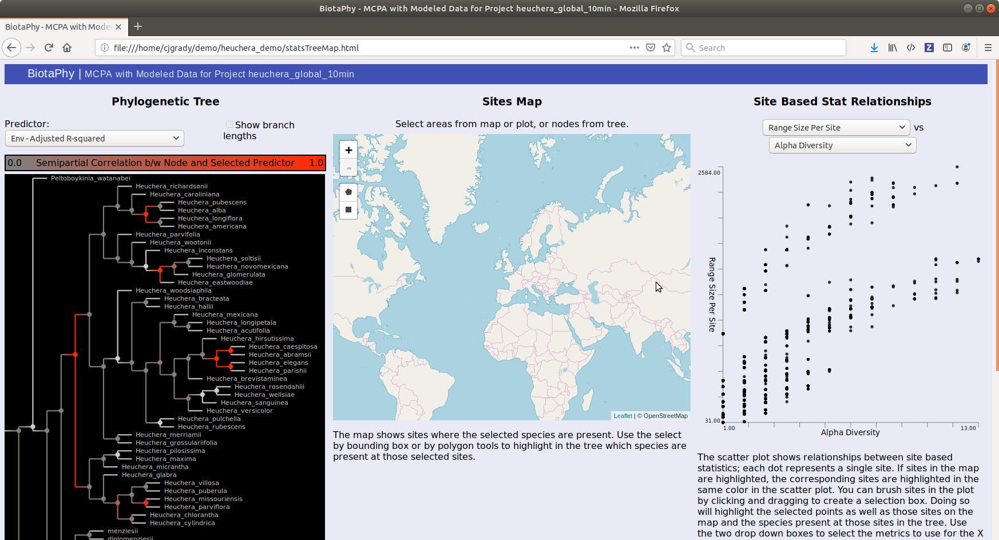 BiotaPhy - MCPA with Modeled Data for Project heuchera_global_10min - Mozilla Firefox
BiotaPhy - MCPA with Mode
file:///home/cjgrady/demo/heuchera_demo/statsTreeMap.html
Search
BiotaPhy | MCPA with Modeled Data for Project heuchera_global_10min
Phylogenetic Tree
Predictor:
Show branch
lengths
Env - Adjusted R-squared
0.0 Semipartial Correlation b/w Node and Selected Predictor 1.0
Peltoboykinia_watanabei
Heuchera_richardsonii
Heuchera_caroliniana
Heuchera_pubescens
Heuchera_alba
Heuchera_longiflora
Heuchera_americana
Heuchera_parvifolia
Heuchera_wootonii
Heuchera_inconstans
Heuchera_soltisii
Heuchera_novomexicana
Heuchera_glomerulata
Heuchera_eastwoodiae
Heuchera_woodsiaphila
Heuchera_bracteata
Heuchera_hallii
Heuchera_mexicana
Heuchera_longipetala
Heuchera_acutifolia
Heuchera_hirsutissima
Heuchera_caespitosa
Heuchera_abramsii
Heuchera_elegans
Heuchera_parishii
Heuchera_brevistaminea
Heuchera_rosendahlii
Heuchera_wellsiae
Heuchera_sanguinea
Heuchera_versicolor
Heuchera_pulchella
Heuchera_rubescens
Heuchera_merriamii
Heuchera_grossulariifolia
Heuchera_pilosissima
Heuchera_maxima
Heuchera_micrantha
Heuchera_glabra
Heuchera_villosa
Heuchera_puberula
Heuchera_missouriensis
Heuchera_parviflora
Heuchera_chlorantha
Heuchera_cylindrica
menziesii
diplomenziesii
Sites Map
Select areas from map or plot, or nodes from tree.
+
-
Leaflet | © OpenStreetMap
The map shows sites where the selected species are present. Use the select
by bounding box or by polygon tools to highlight in the tree which species are
present at those selected sites.
Site Based Stat Relationships
Range Size Per Site vs
Alpha Diversity
2584.00
Range Size Per Site
31.00
1.00
13.00
Alpha Diversity
The scatter plot shows relationships between site based
statistics; each dot represents a single site. If sites in the map
are highlighted, the corresponding sites are highlighted in the
same color in the scatter plot. You can brush sites in the plot
by clicking and dragging to create a selection box. Doing so
will highlight the selected points as well as those sites on the
map and the species present at those sites in the tree. Use
the two drop down boxes to select the metrics to use for the X